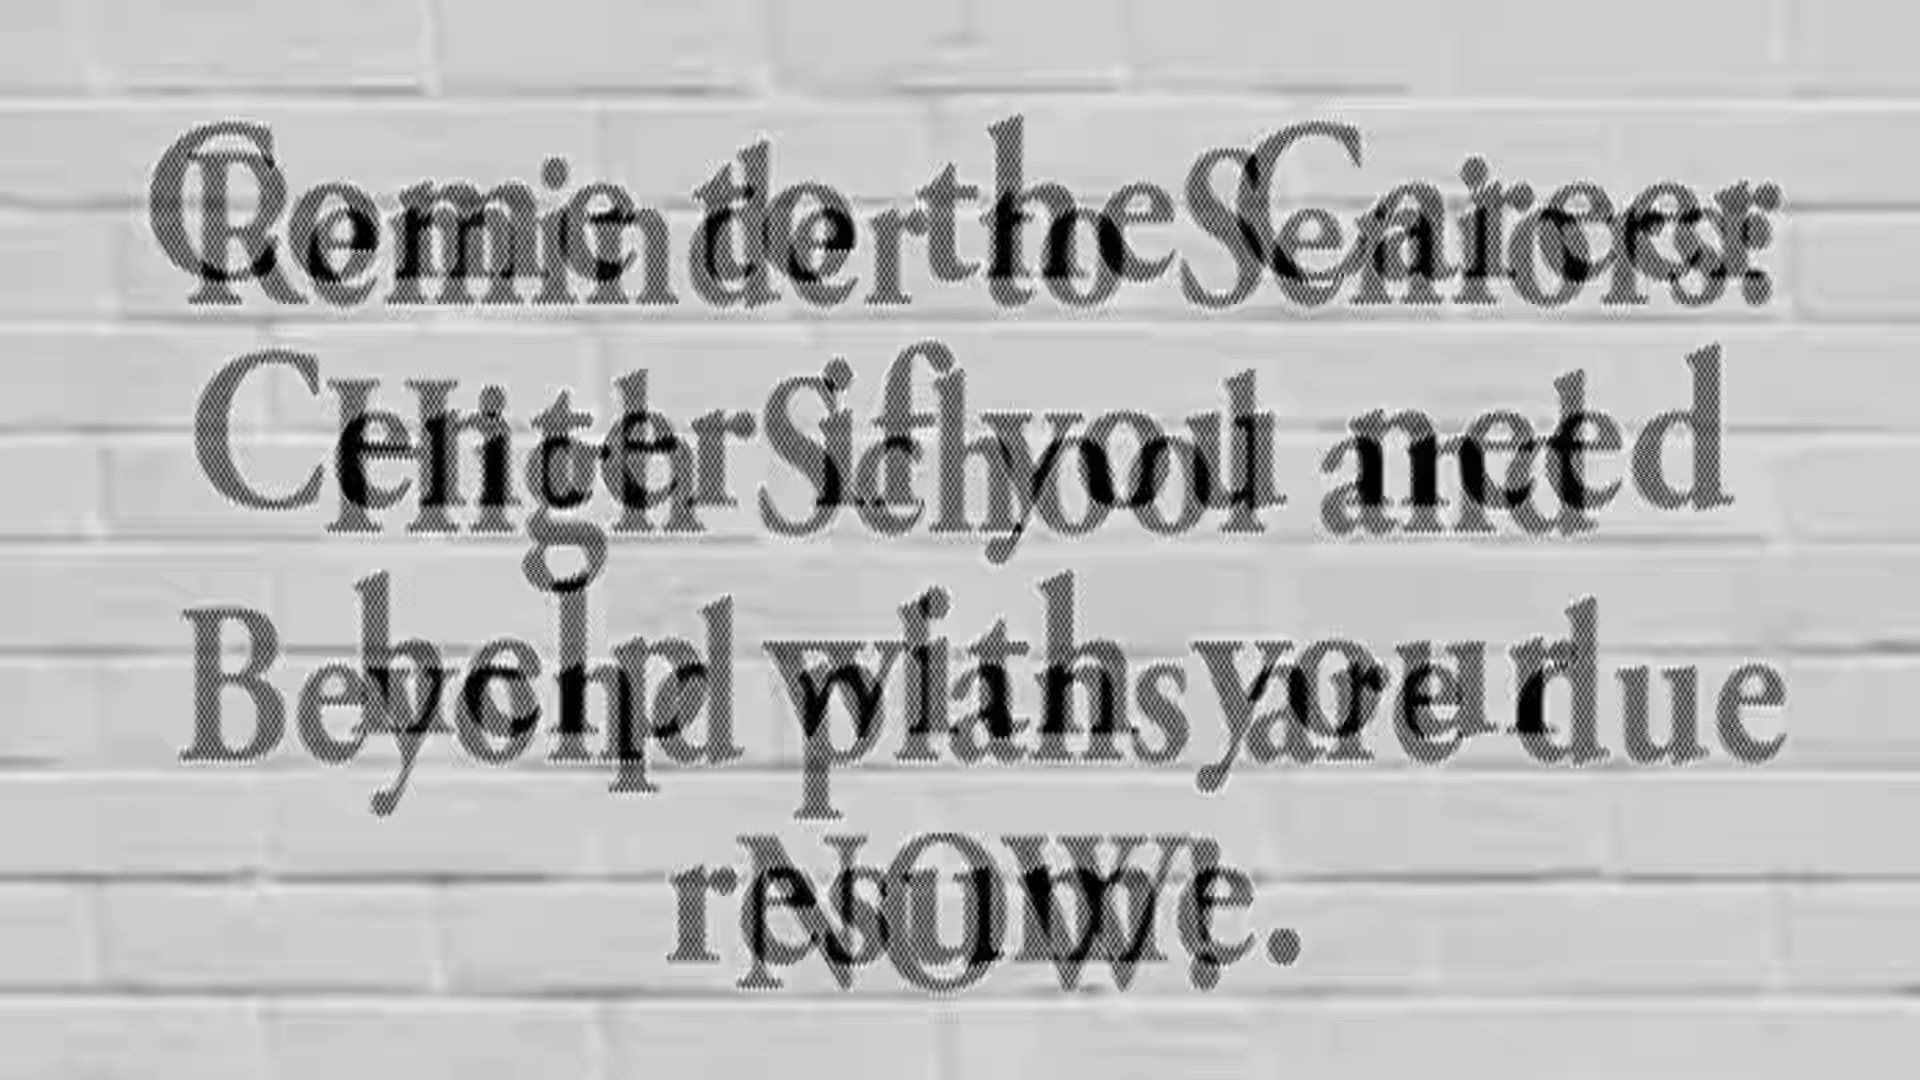 Come to the Career
Center if you need
help with your
resume.
Reminder to Seniors:
High School and
Beyond plans are due
NOW!